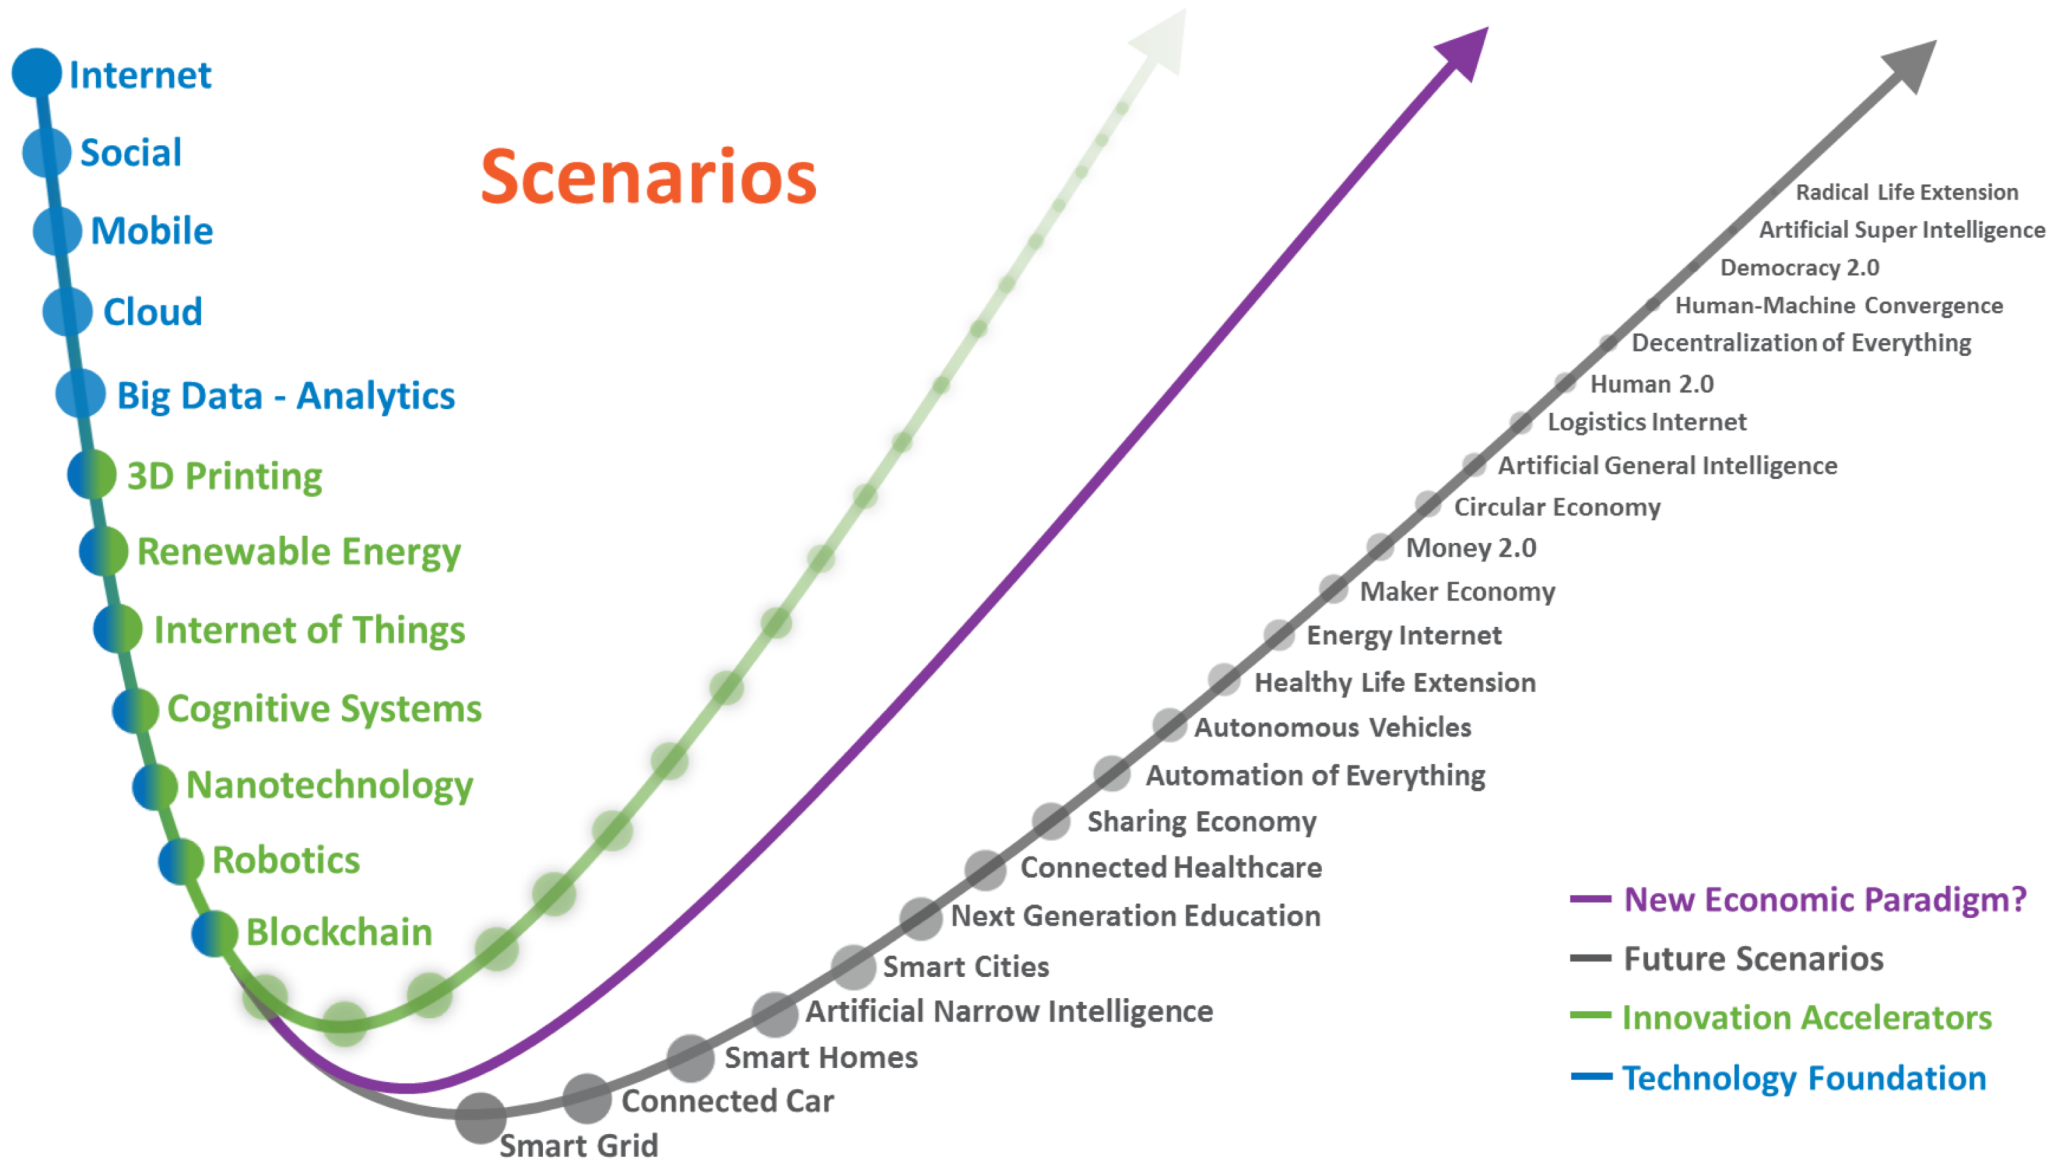 Scenarios
Internet
Social
Mobile
Cloud
Big Data - Analytics
3D Printing
Renewable Energy
Internet of Things
Cognitive Systems
Nanotechnology
Robotics
Blockchain
Radical Life Extension
Artificial Super Intelligence
Democracy 2.0
Human-Machine Convergence
Decentralization of Everything
Human 2.0
Logistics Internet
Artificial General Intelligence
Circular Economy
Money 2.0
Maker Economy
Energy Internet
Healthy Life Extension
Autonomous Vehicles
Automation of Everything
Sharing Economy
Connected Healthcare
Next Generation Education
Smart Cities
Artificial Narrow Intelligence
Smart Homes
Connected Car
Smart Grid
New Economic Paradigm?
Future Scenarios
Innovation Accelerators
Technology Foundation